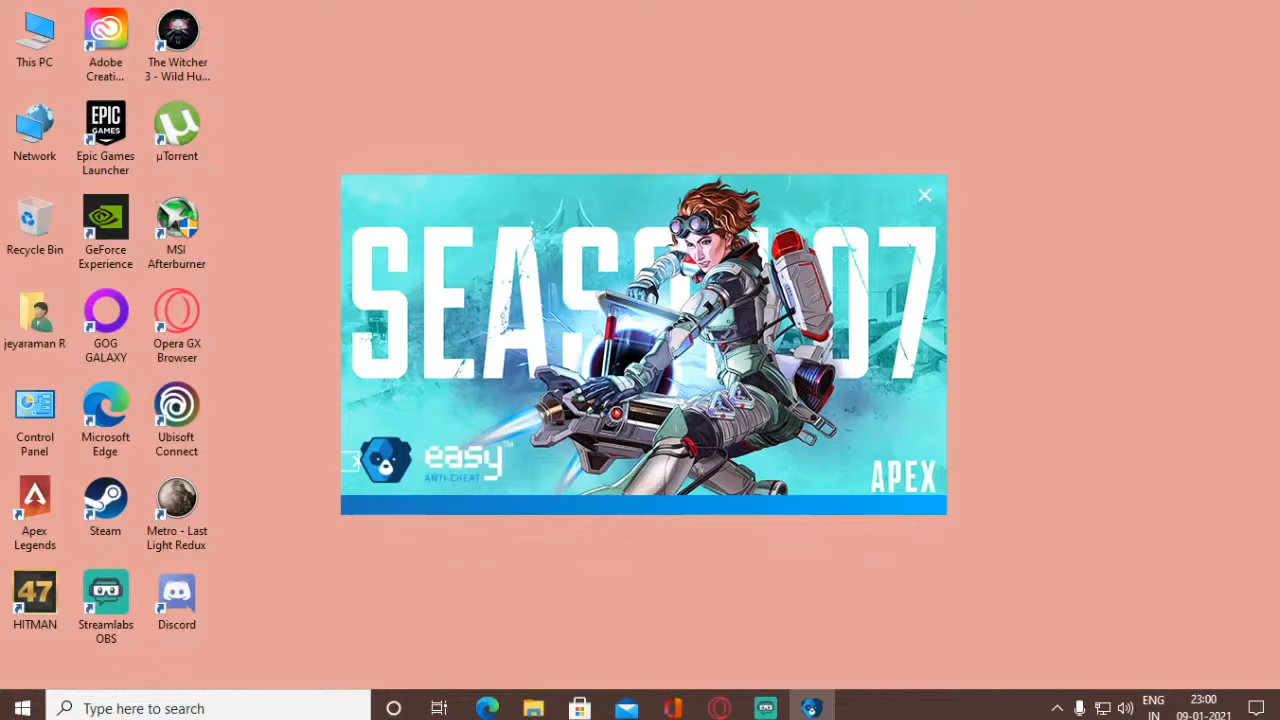 This PC
Adobe
Creati...
The Witcher
3 - Wild Hu...
EPIC
GAMES
Network
Epic Games
Launcher
µTorrent
Recycle Bin
GeForce
Experience
MSI
Afterburner
jeyaraman R
GOG
GALAXY
Opera GX
Browser
Control
Panel
Microsoft
Edge
Ubisoft
Connect
Apex
Legends
Steam
Metro - Last
Light Redux
47
HITMAN
Streamlabs
OBS
Discord
SEASON 07
easy™
ANTI-CHEAT
APEX
Type here to search
ENG
IN
23:00
09-01-2021